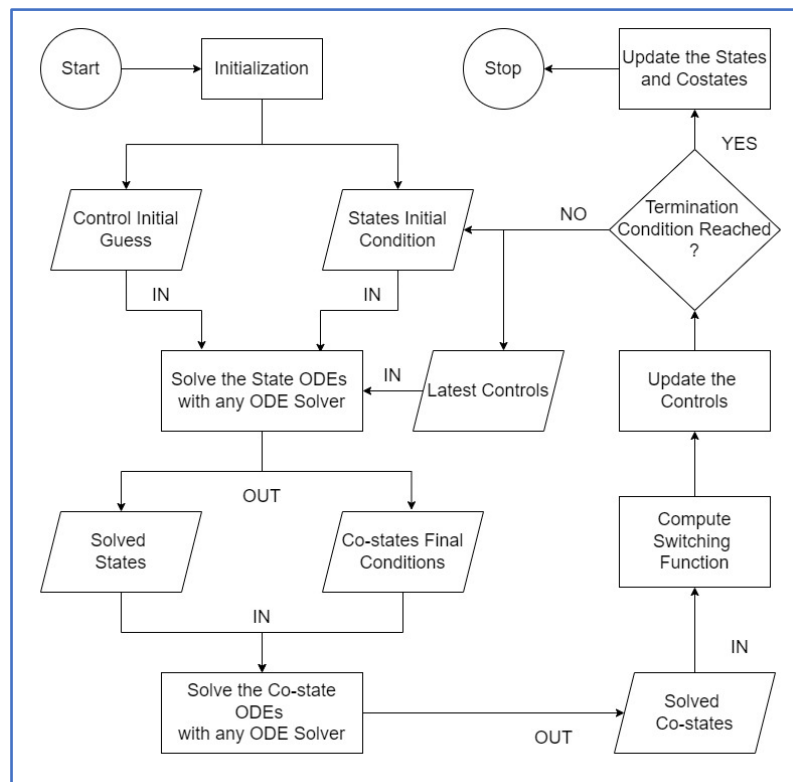 Start
Initialization
Stop
Update the States
and Costates
YES
Control Initial
Guess
States Initial
Condition
NO
Termination
Condition Reached
?
IN
IN
Solve the State ODEs
with any ODE Solver
IN
Latest Controls
Update the
Controls
OUT
Solved
States
Co-states Final
Conditions
Compute
Switching
Function
IN
IN
Solve the Co-state
ODEs
with any ODE Solver
OUT
Solved
Co-states